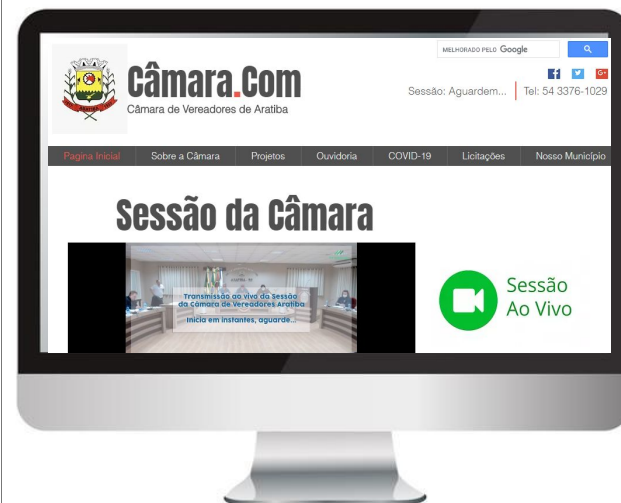 MELHORADO PELO Google
Câmara.Com
Câmara de Vereadores de Aratiba
Sessão: Aguardem... Tel: 54 3376-1029
Pagina Inicial Sobre a Câmara Projetos Ouvidoria COVID-19 Licitações Nosso Município
Sessão da Câmara
Transmissão ao vivo da Sessão
da Câmara de Vereadores Aratiba
Inicia em instantes, aguarde...
Sessão
Ao Vivo